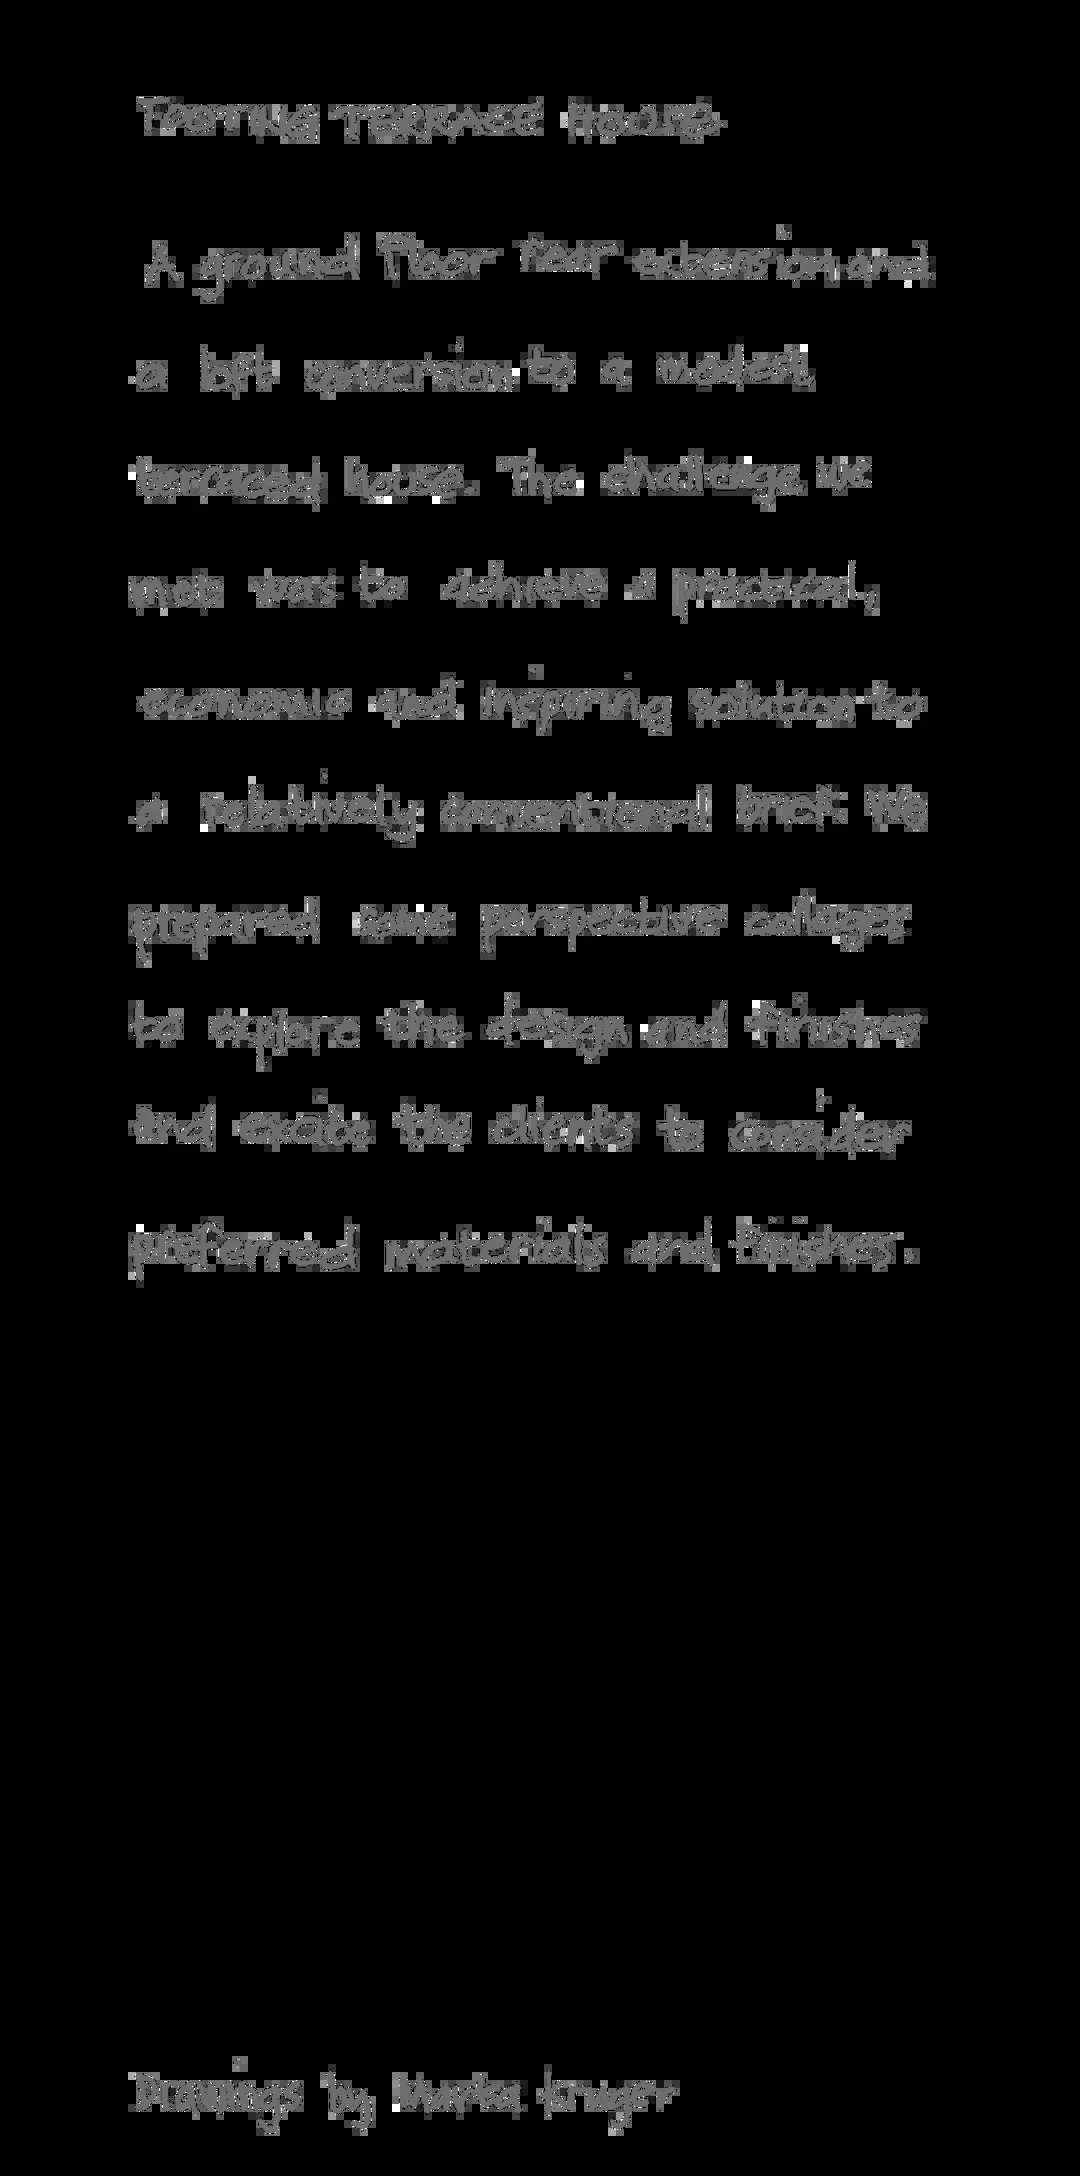 TOOTING TERRACE HOUSE
A ground floor rear extension and
a loft conversion to a modest
terraced house. The challenge we
met was to achieve a practical,
economic and inspiring solution to
a relatively conventional brief. We
prepared some perspective collages
to explore the design and finishes
and excite the clients to consider
preferred materials and finishes.
Drawings by Marta Kruger